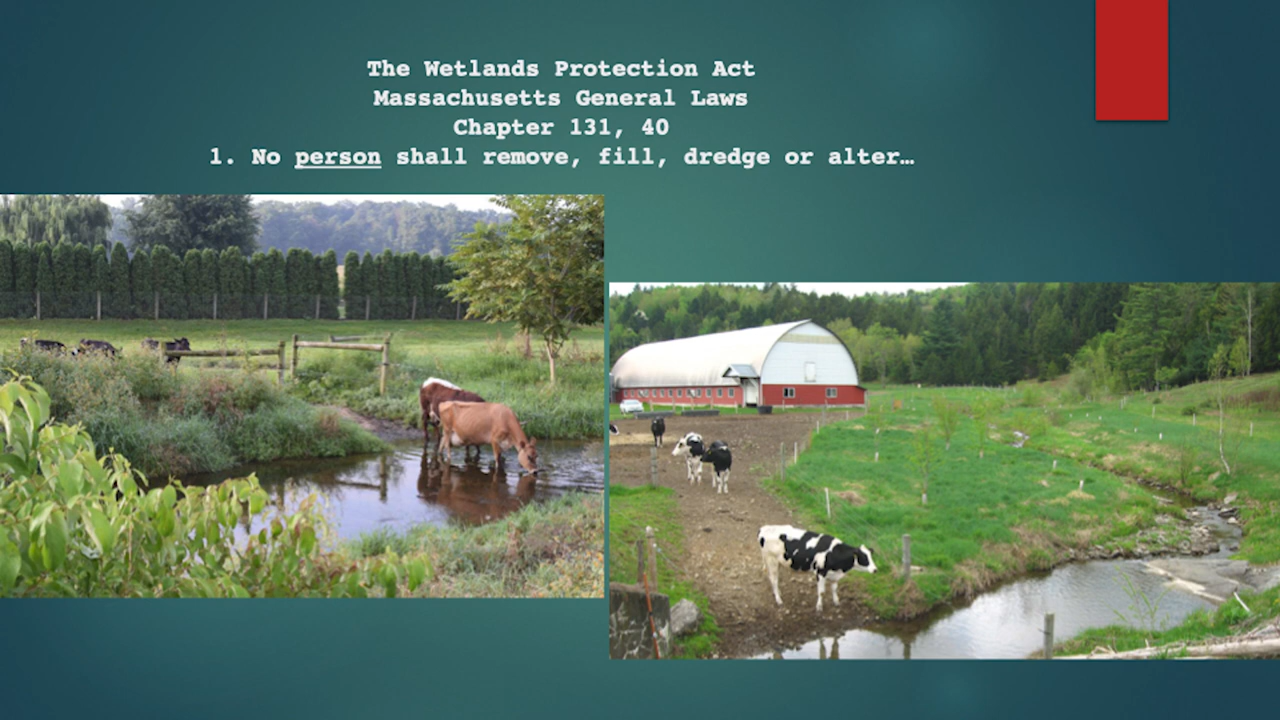 The Wetlands Protection Act
Massachusetts General Laws
Chapter 131, 40
1. No person shall remove, fill, dredge or alter…